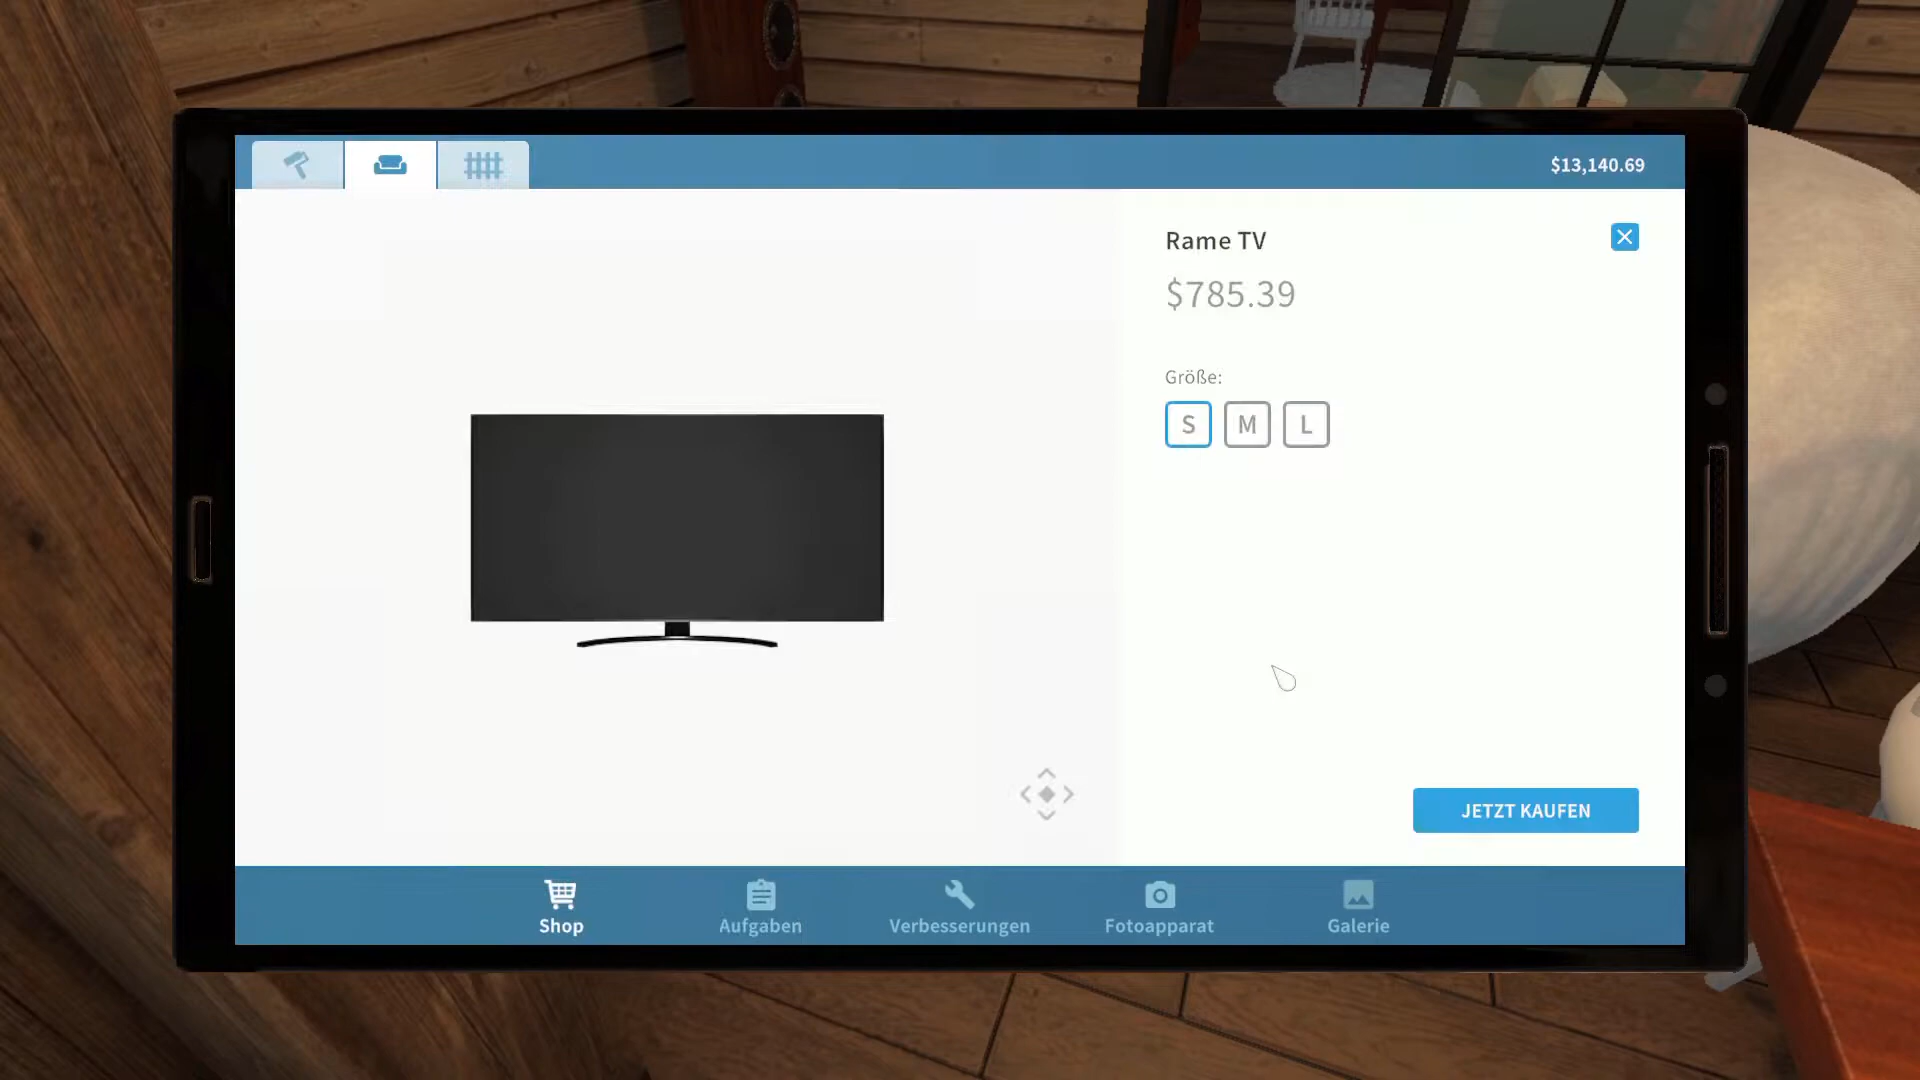 $13,140.69
Rame TV
$785.39
Größe:
S M L
JETZT KAUFEN
Shop Aufgaben Verbesserungen Fotoapparat Galerie